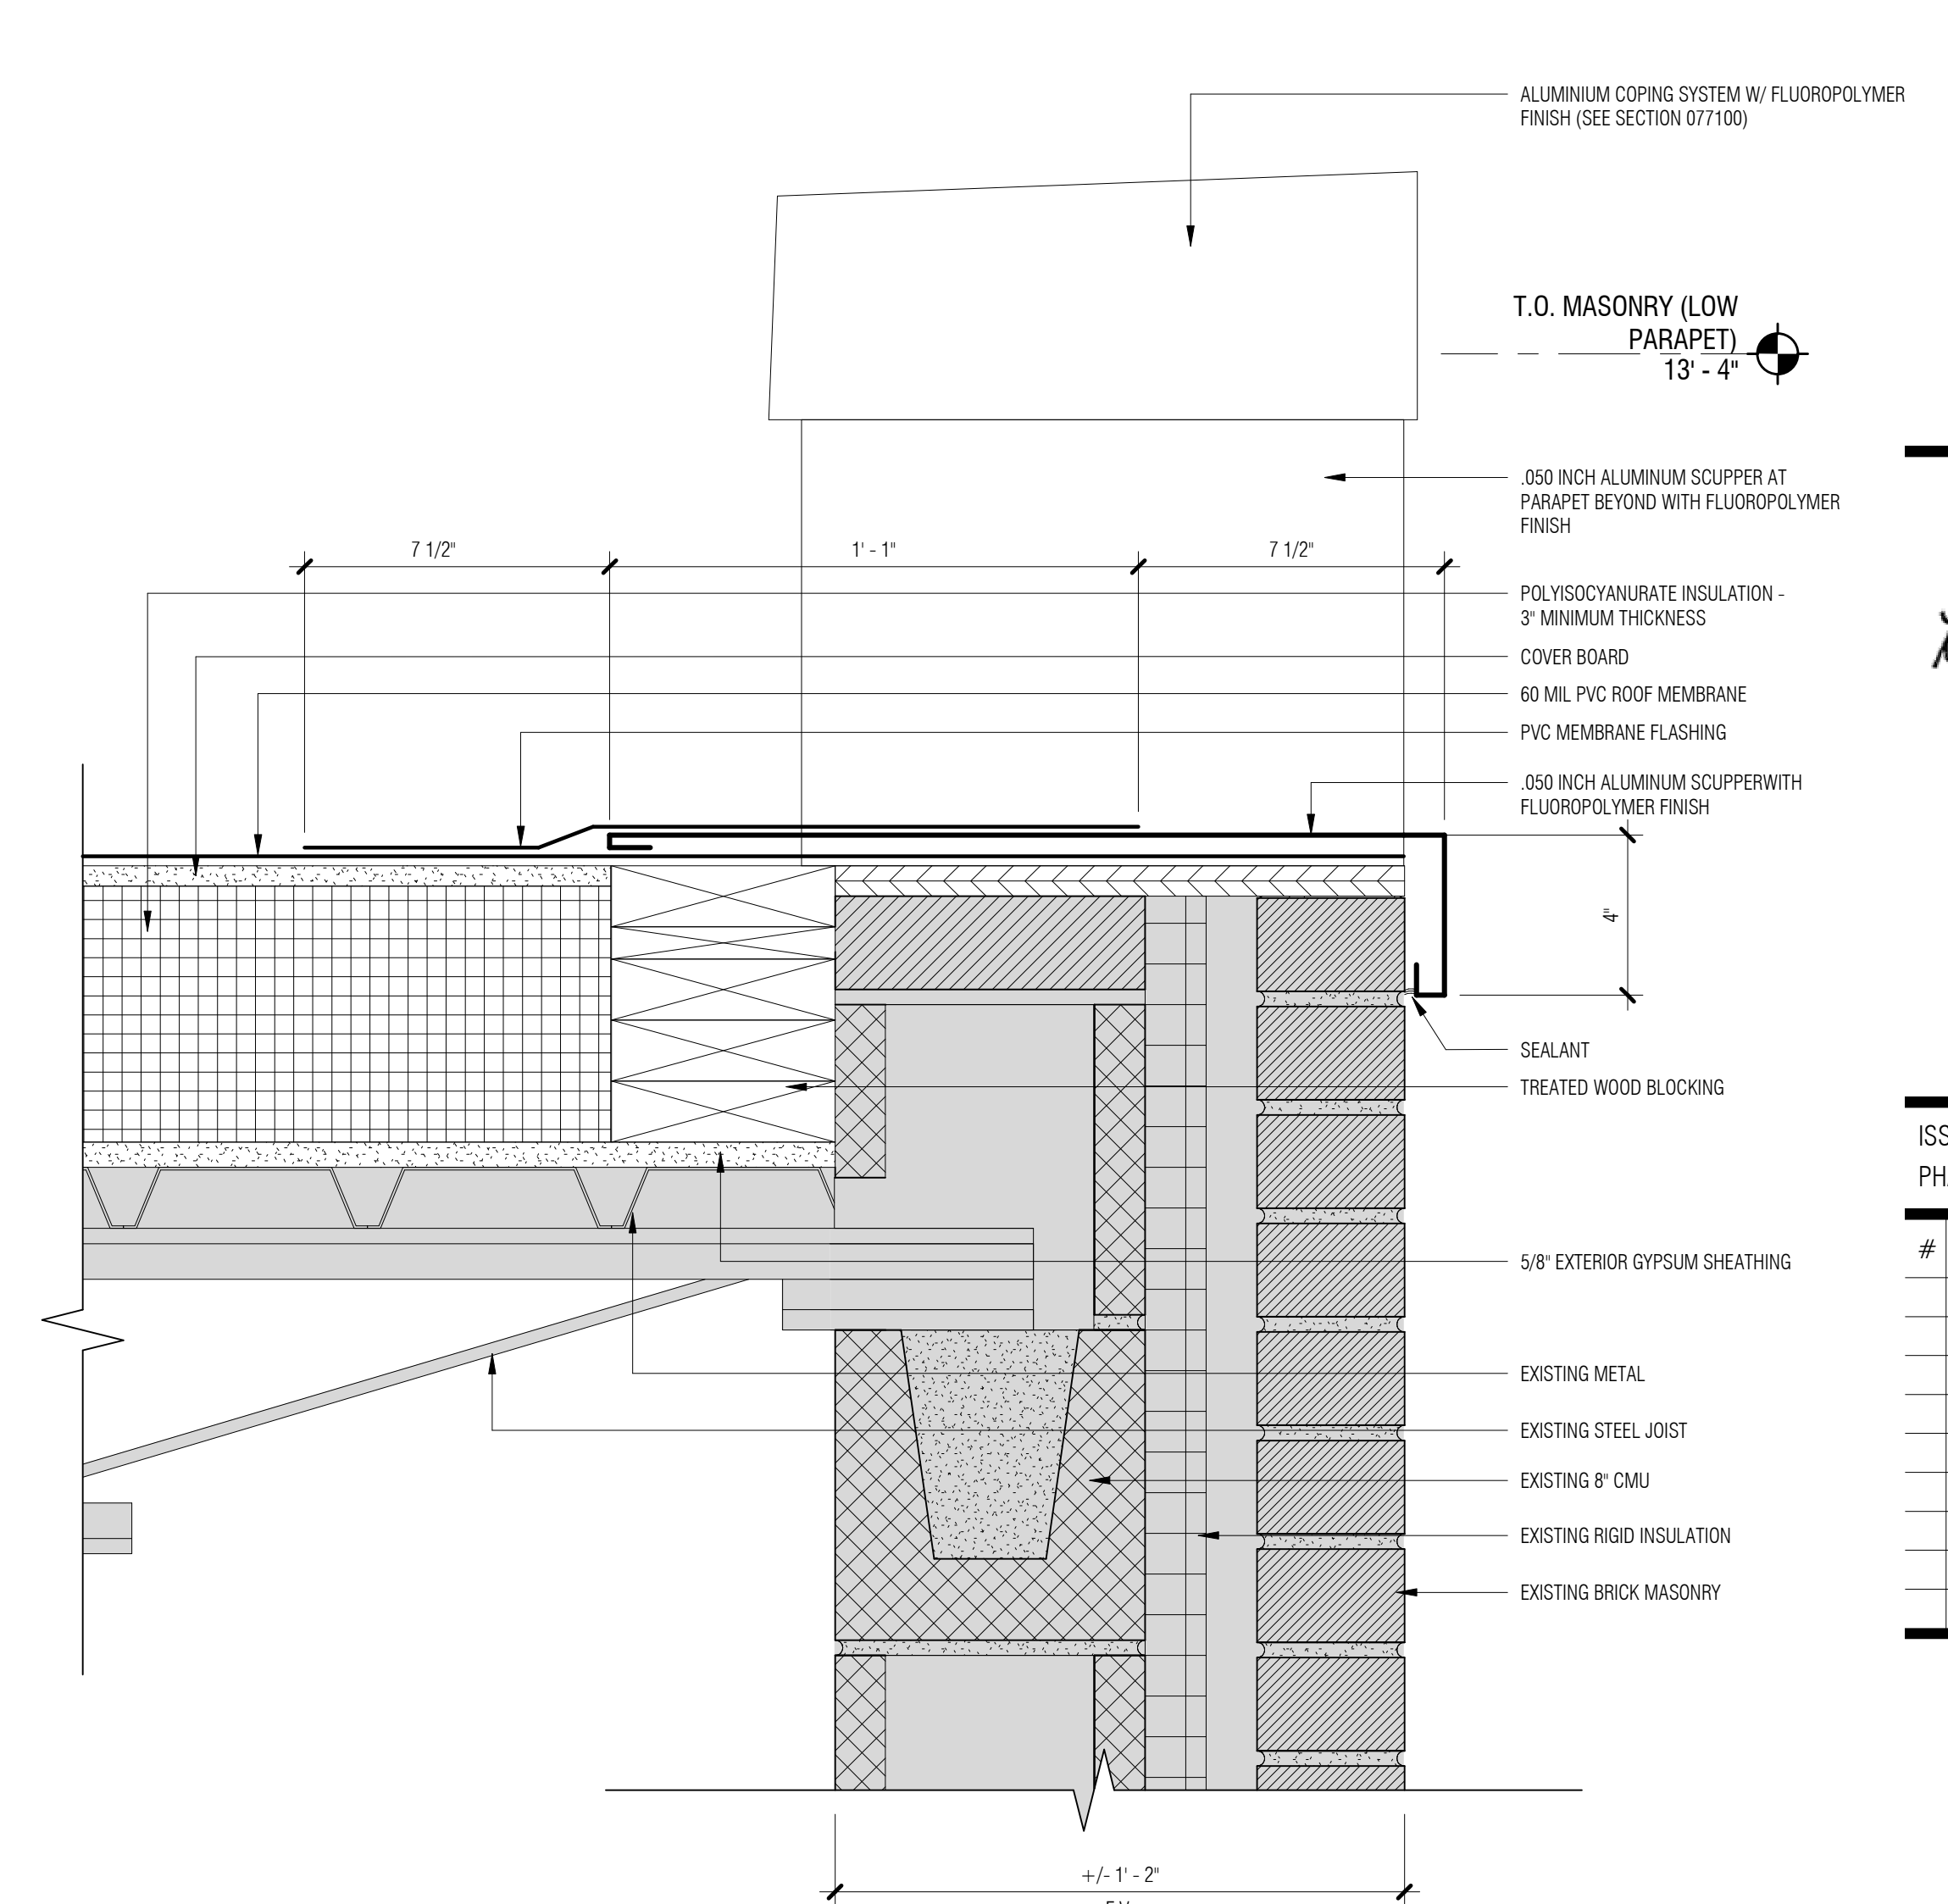 ALUMINIUM COPING SYSTEM W/ FLUOROPOLYMER
FINISH (SEE SECTION 077100)
T.O. MASONRY (LOW
PARAPET)
13' - 4"
.050 INCH ALUMINUM SCUPPER AT
PARAPET BEYOND WITH FLUOROPOLYMER
FINISH
7 1/2"
1' - 1"
7 1/2"
POLYISOCYANURATE INSULATION -
3" MINIMUM THICKNESS
COVER BOARD
60 MIL PVC ROOF MEMBRANE
PVC MEMBRANE FLASHING
.050 INCH ALUMINUM SCUPPERWITH
FLUOROPOLYMER FINISH
4"
SEALANT
TREATED WOOD BLOCKING
ISS
PHA
#
5/8" EXTERIOR GYPSUM SHEATHING
EXISTING METAL
EXISTING STEEL JOIST
EXISTING 8" CMU
EXISTING RIGID INSULATION
EXISTING BRICK MASONRY
+/- 1' - 2"